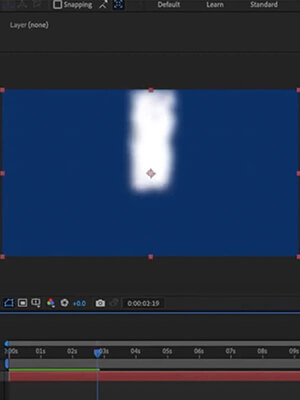 Snapping Default Learn Standard
Layer (none)
+0.0 0:00:02:19
:00s 01s 02s 03s 04s 05s 06s 07s 08s 09s